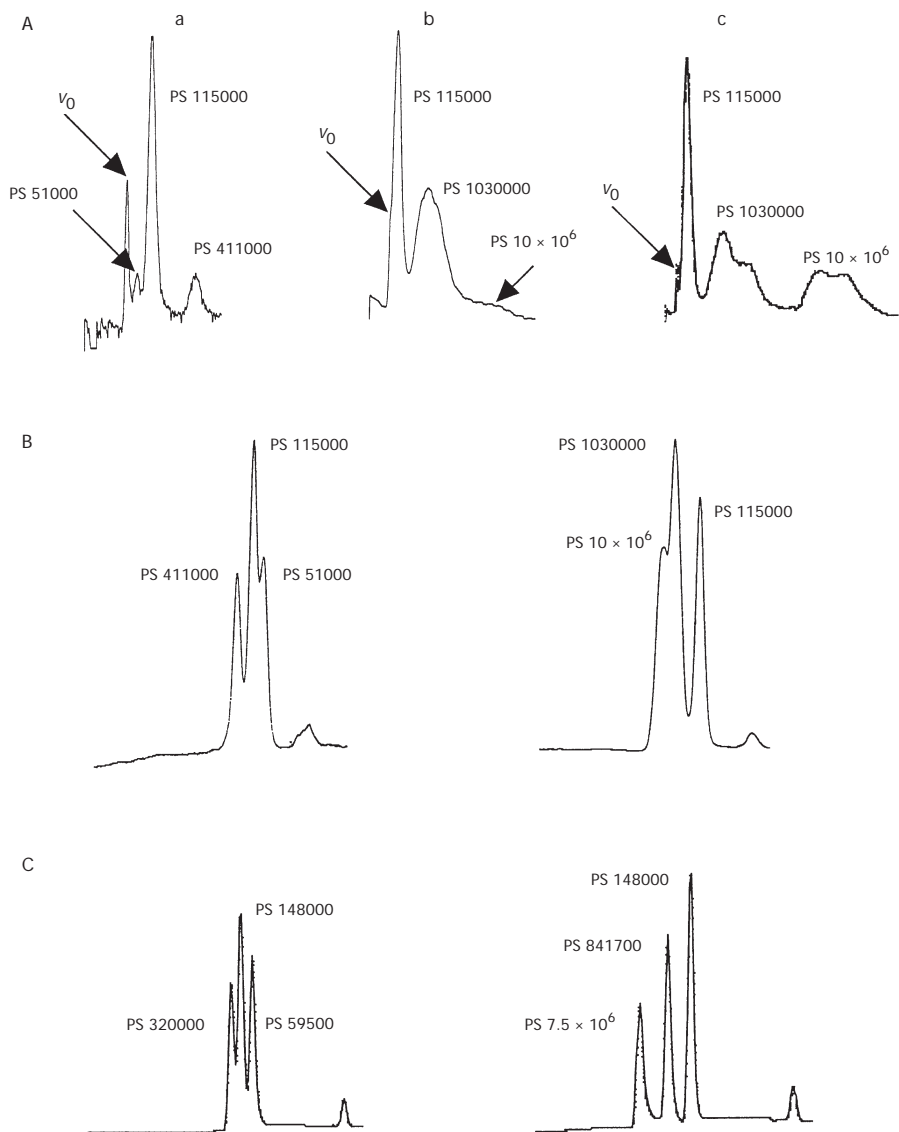 A
a
b
c
v0
PS 51000
PS 115000
PS 411000
v0
PS 115000
PS 1030000
PS 10 × 10^6
v0
PS 115000
PS 1030000
PS 10 × 10^6
B
PS 411000
PS 115000
PS 51000
PS 1030000
PS 10 × 10^6
PS 115000
C
PS 320000
PS 148000
PS 59500
PS 148000
PS 841700
PS 7.5 × 10^6